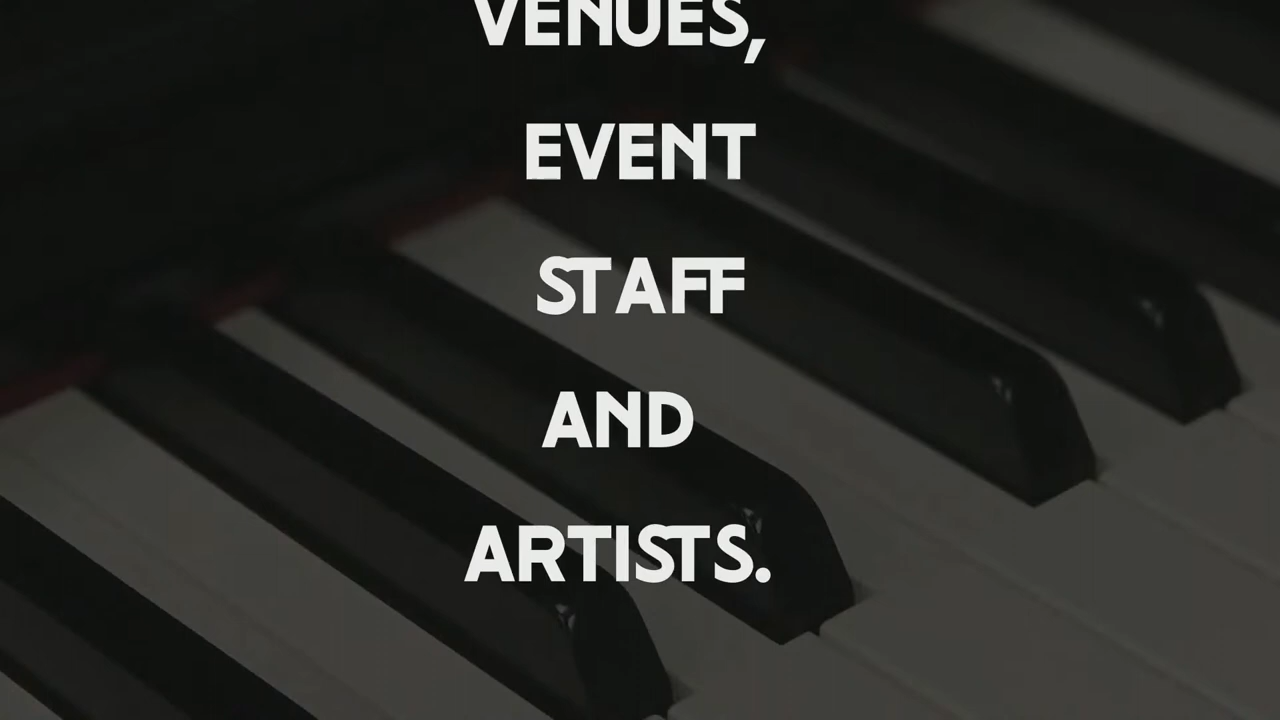 VENUES,
EVENT
STAFF
AND
ARTISTS.